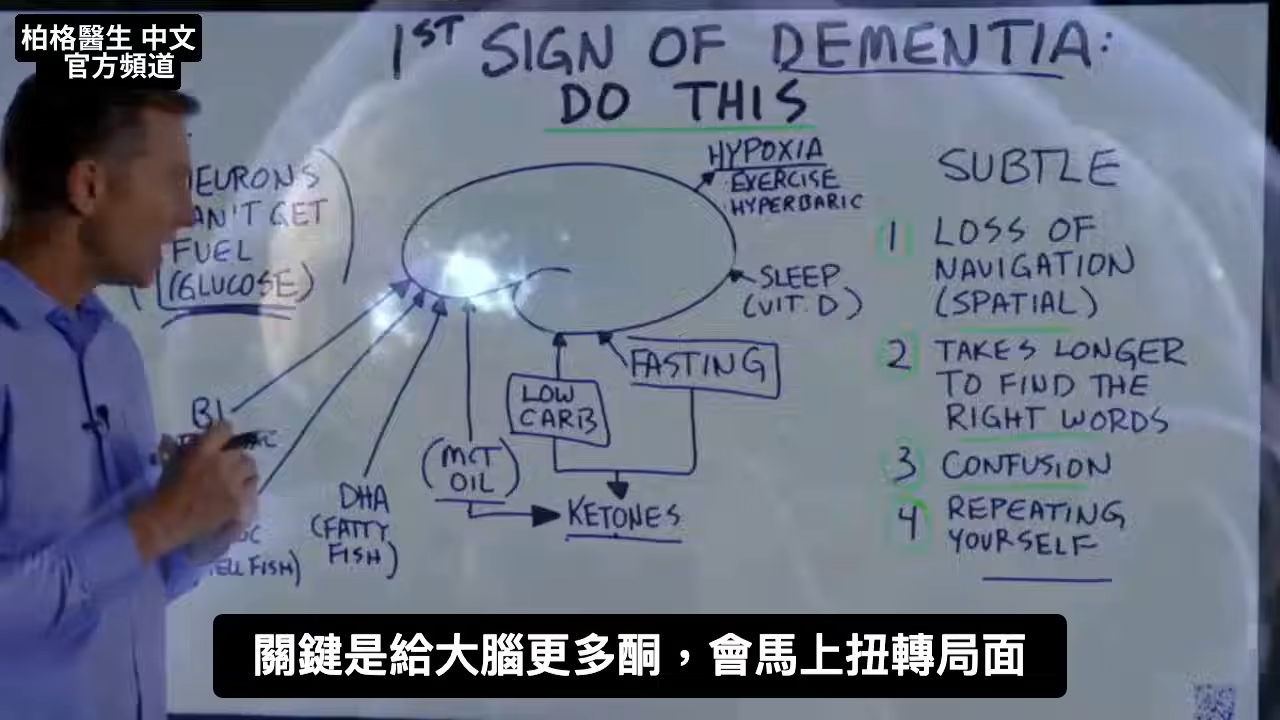 柏格醫生 中文
官方頻道
1ST SIGN OF DEMENTIA:
DO THIS
EURONS
AN'T GET
FUEL
(GLUCOSE)
HYPOXIA
EXERCISE
HYPERBARIC
SLEEP
(VIT. D)
FASTING
LOW
CARB
B1
(MCT
OIL)
DHA
(FATTY
FISH)
KETONES
FISH)
SUBTLE
1 LOSS OF
NAVIGATION
(SPATIAL)
2 TAKES LONGER
TO FIND THE
RIGHT WORDS
3 CONFUSION
4 REPEATING
YOURSELF
關鍵是給大腦更多酮，會馬上扭轉局面